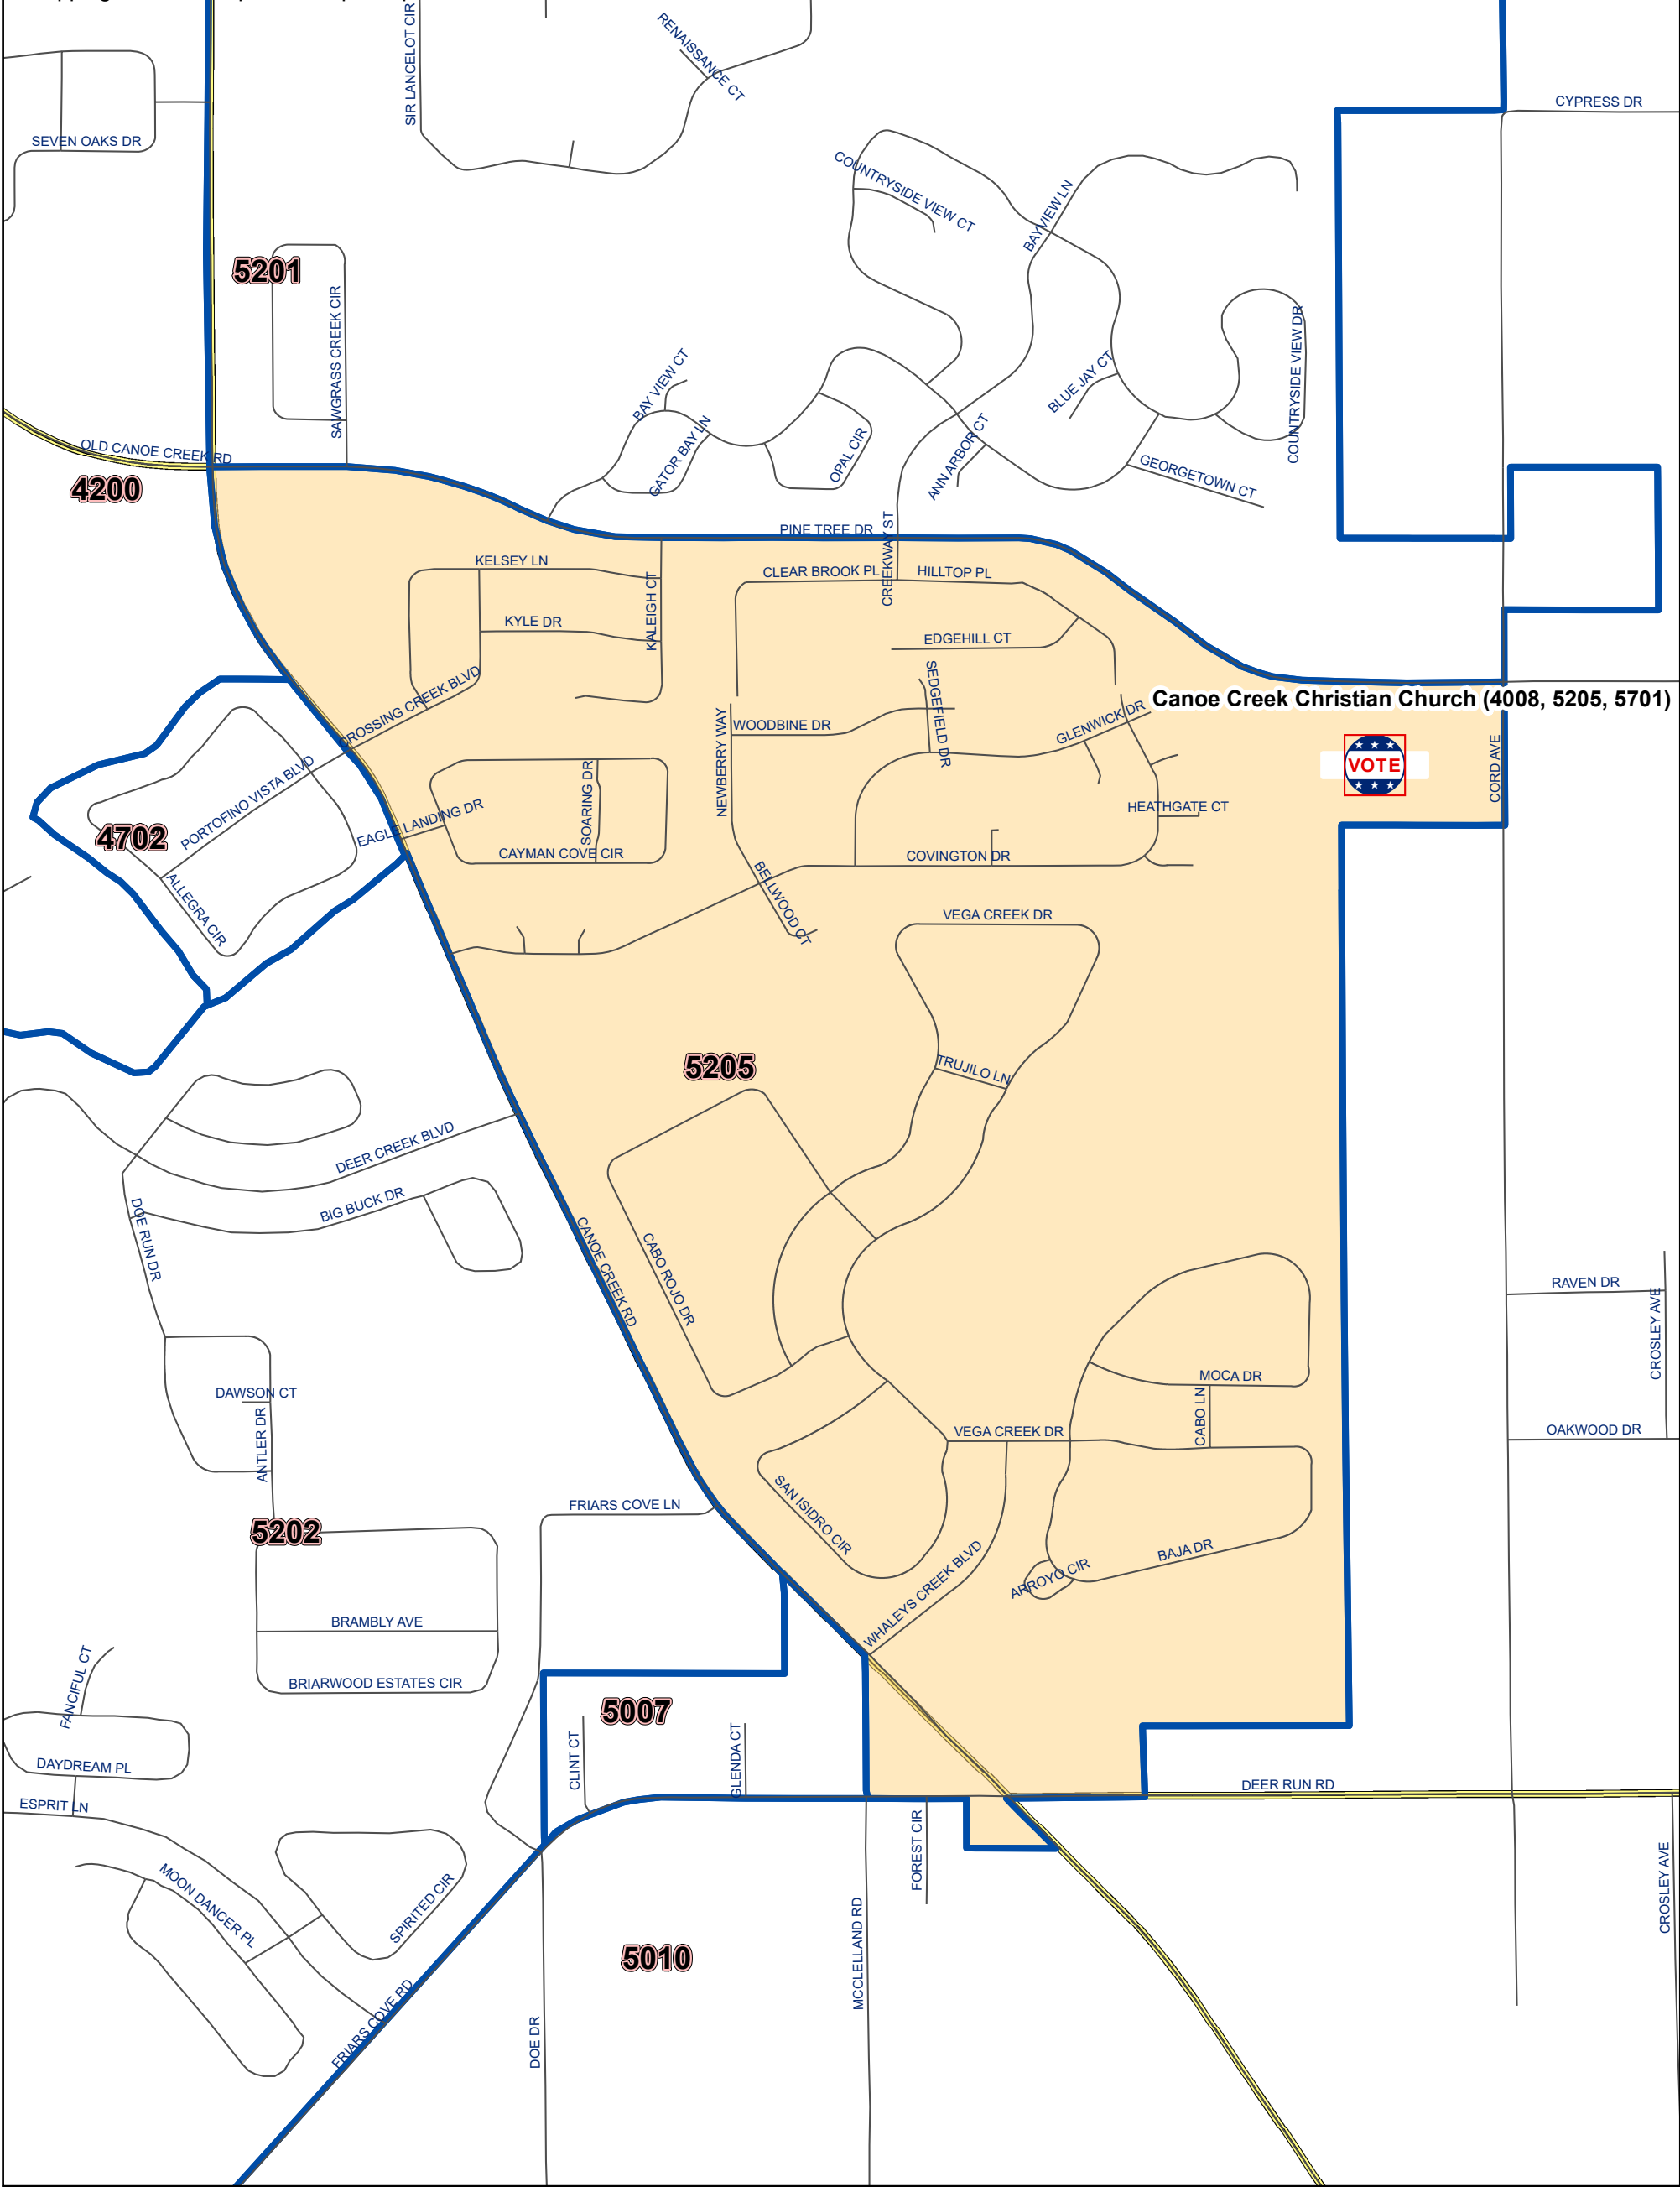 SIR LANCELOT CIR
RENAISSANCE CT
CYPRESS DR
SEVEN OAKS DR
COUNTRYSIDE VIEW CT
BAYVIEW LN
5201
SAWGRASS CREEK CIR
COUNTRYSIDE VIEW DR
BAY VIEW CT
BLUE JAY CT
GATOR BAY LN
OPAL CIR
ANN ARBOR CT
GEORGETOWN CT
OLD CANOE CREEK RD
4200
PINE TREE DR
CREEKWAY ST
KELSEY LN
CLEAR BROOK PL
HILLTOP PL
KALEIGH CT
KYLE DR
EDGEHILL CT
SEDGEFIELD DR
CROSSING CREEK BLVD
Canoe Creek Christian Church (4008, 5205, 5701)
WOODBINE DR
GLENWICK DR
NEWBERRY WAY
VOTE
CORD AVE
PORTOFINO VISTA BLVD
4702
EAGLE LANDING DR
SOARING DR
HEATHGATE CT
CAYMAN COVE CIR
COVINGTON DR
ALLEGRA CIR
BELLWOOD CT
VEGA CREEK DR
5205
TRUJILO LN
DEER CREEK BLVD
BIG BUCK DR
DOE RUN DR
CANOE CREEK RD
CABO ROJO DR
RAVEN DR
CROSLEY AVE
MOCA DR
DAWSON CT
CABO LN
ANTLER DR
VEGA CREEK DR
OAKWOOD DR
FRIARS COVE LN
SAN ISIDRO CIR
5202
BAJA DR
ARROYO CIR
WHALEYS CREEK BLVD
BRAMBLY AVE
BRIARWOOD ESTATES CIR
FANCIFUL CT
5007
CLINT CT
GLENDA CT
DAYDREAM PL
DEER RUN RD
ESPRIT LN
FOREST CIR
CROSLEY AVE
MOON DANCER PL
SPIRITED CIR
5010
MCCLELLAND RD
FRIARS COVE RD
DOE DR